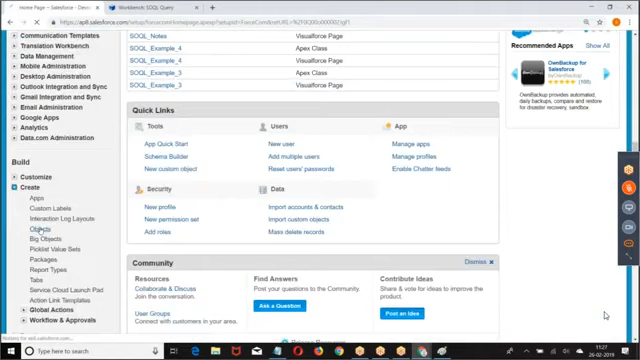 Home Page ~ Salesforce - Devel
Workbench: SOQL Query
https://ap8.salesforce.com/setup/forcecomHomepage.apexp?setupid=ForceCom&retURL=
Communication Templates
Translation Workbench
Data Management
Mobile Administration
Desktop Administration
Outlook Integration and Sync
Gmail Integration and Sync
Email Administration
Google Apps
Analytics
Data.com Administration
Build
Customize
Create
Apps
Custom Labels
Interaction Log Layouts
Objects
Big Objects
Picklist Value Sets
Packages
Report Types
Tabs
Service Cloud Launch Pad
Action Link Templates
Global Actions
Workflow & Approvals
Waiting for ap8.salesforce.com
SOQL_Notes Visualforce Page
SOQL_Example_4 Apex Class
SOQL_Example_4 Visualforce Page
SOQL_Example_3 Apex Class
SOQL_Example_3 Visualforce Page
Quick Links
Tools
App Quick Start
Schema Builder
New custom object
Users
New user
Add multiple users
Reset users' passwords
App
Manage apps
Manage profiles
Enable Chatter feeds
Security
New profile
New permission set
Add roles
Data
Import accounts & contacts
Import custom objects
Mass delete records
Community
Dismiss
Resources
Collaborate & Discuss
Join the conversation.
User Groups
Connect with customers in your area.
Find Answers
Post your questions to the Community.
Ask a Question
Contribute Ideas
Share & vote for ideas to improve the
product.
Post an Idea
Recommended Apps Show All
OwnBackup for
Salesforce
by OwnBackup
OwnBackup provides automated,
daily backups, compare and restore
for disaster recovery, sandbox
Type here to search
11:27
26-02-2019